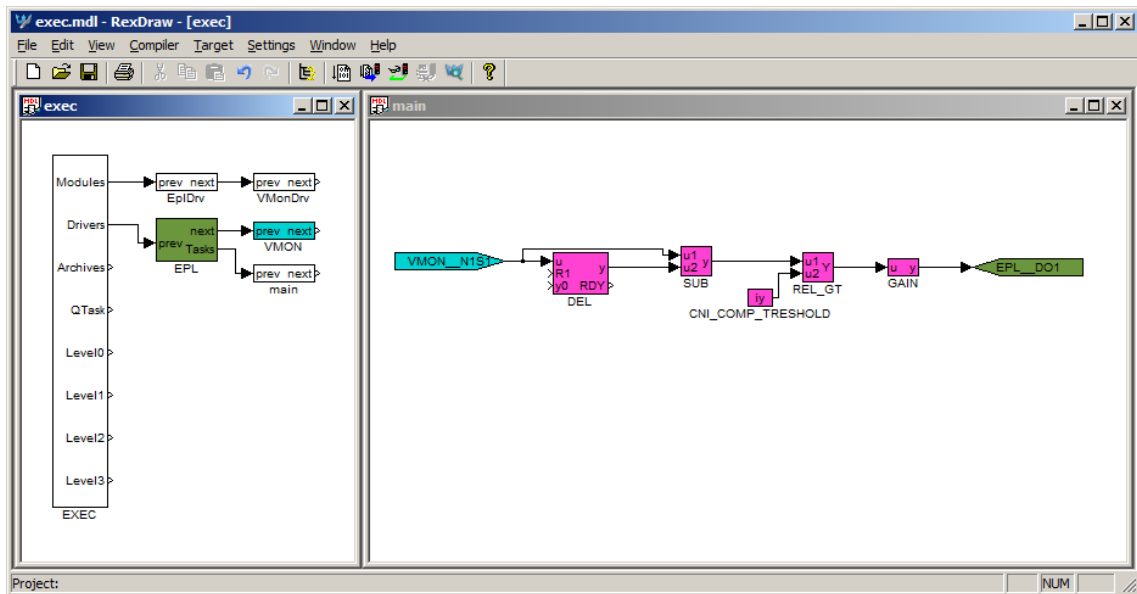 exec.mdl - RexDraw - [exec]
File Edit View Compiler Target Settings Window Help
exec
Modules
prev next
EplDrv
prev next
VMonDrv
Drivers
prev
next
Tasks
EPL
prev next
VMON
prev next
main
Archives
QTask
Level0
Level1
Level2
Level3
EXEC
main
VMON__N1S1
u
R1
y0
y
RDY
DEL
u1
u2
y
SUB
iy
CNI_COMP_TRESHOLD
u1
u2
Y
REL_GT
u y
GAIN
EPL__DO1
Project:
NUM